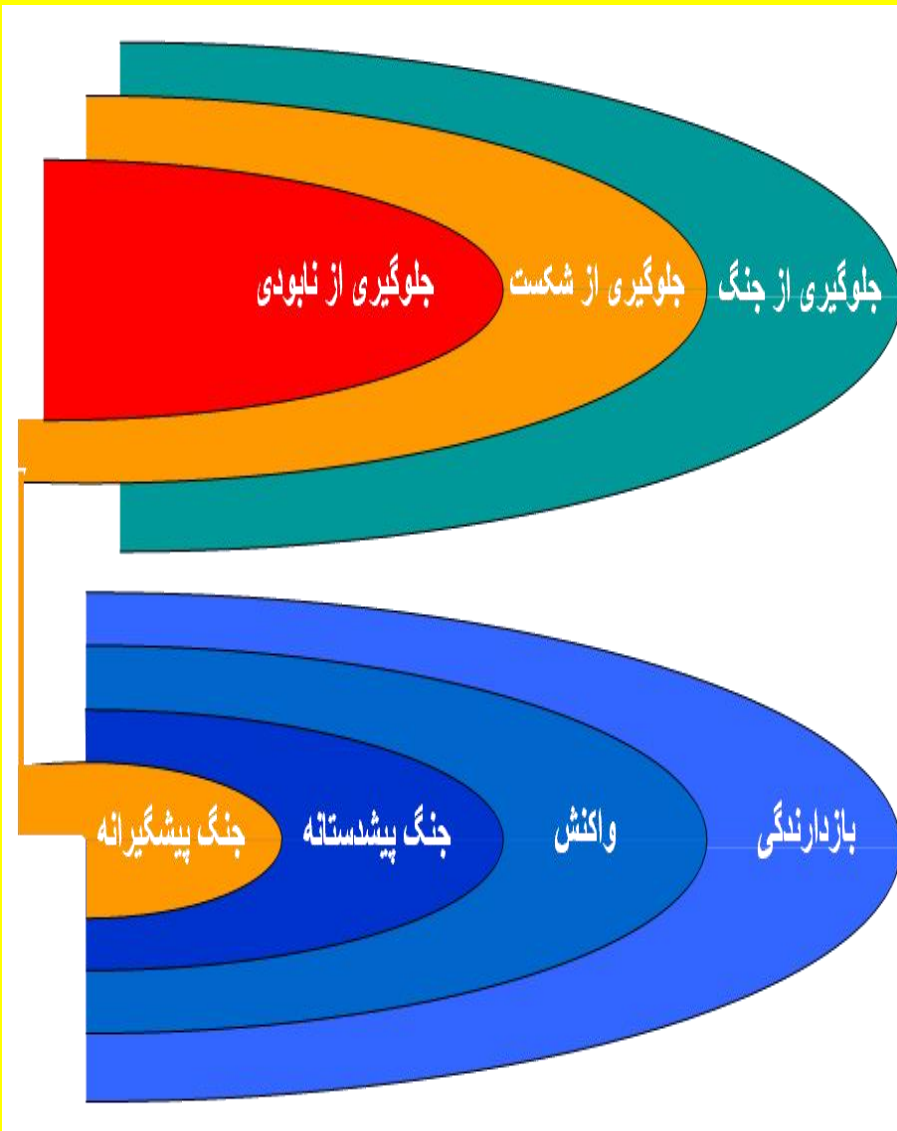 جلوگیری از جنگ
جلوگیری از شکست
جلوگیری از نابودی
بازدارندگی
واکنش
جنگ پیشدستانه
جنگ پیشگیرانه